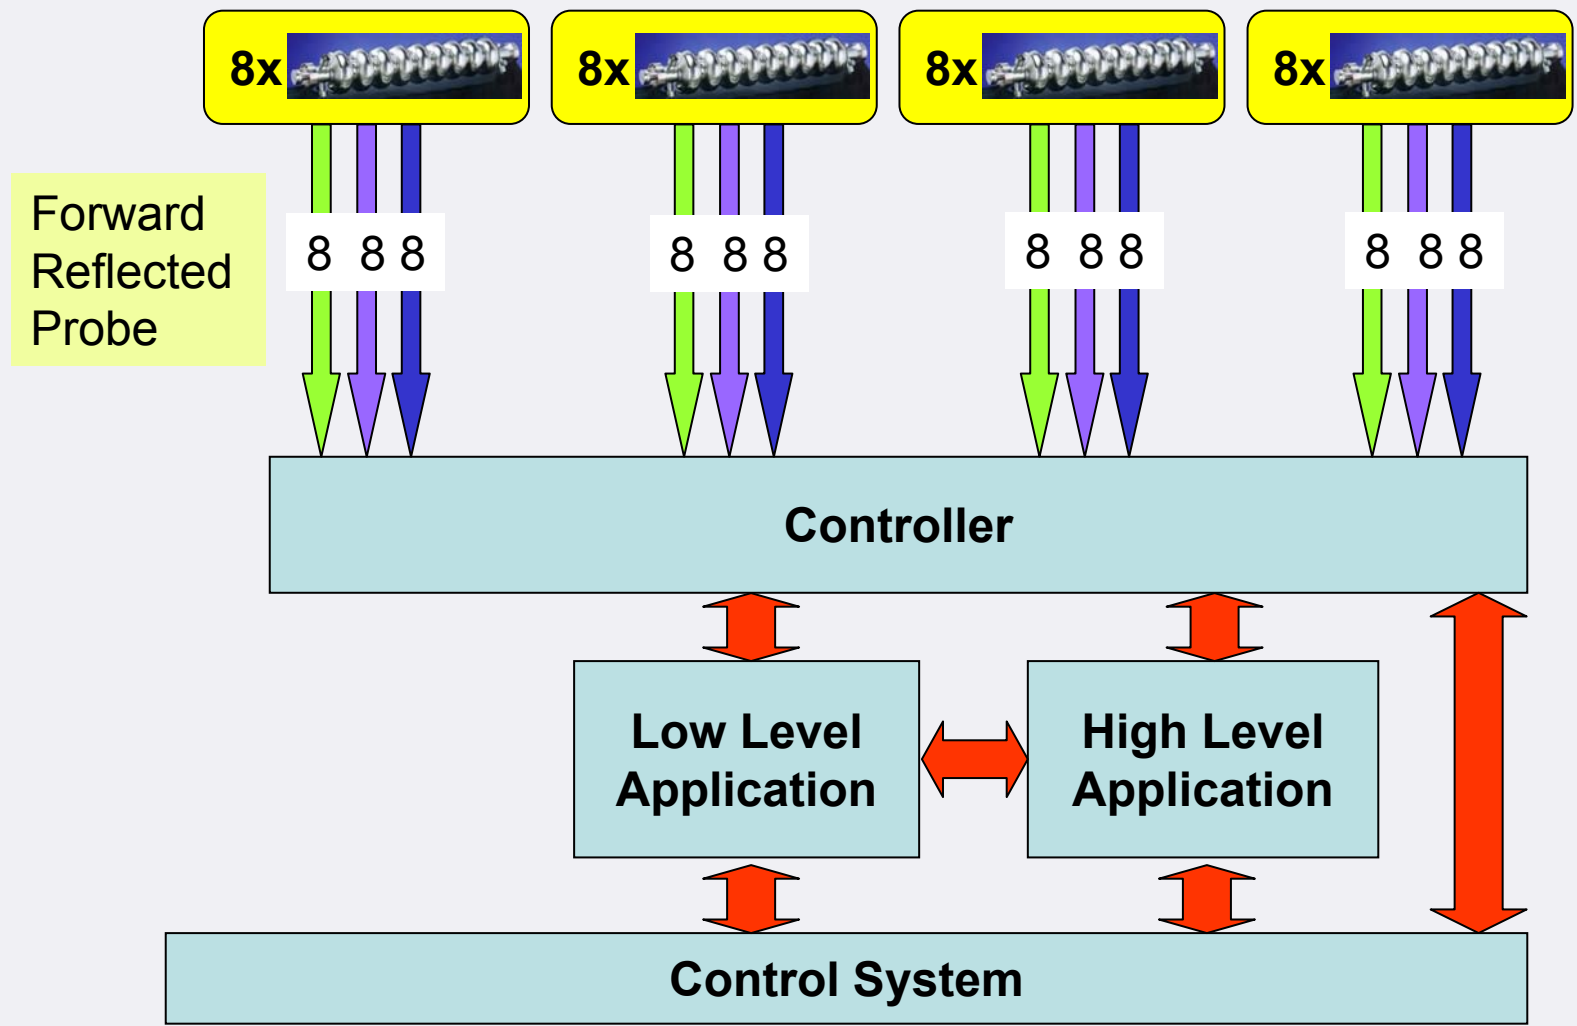 8x 8x 8x 8x
Forward
Reflected
Probe
8 8 8 8 8 8 8 8 8 8 8 8
Controller
Low Level
Application
High Level
Application
Control System